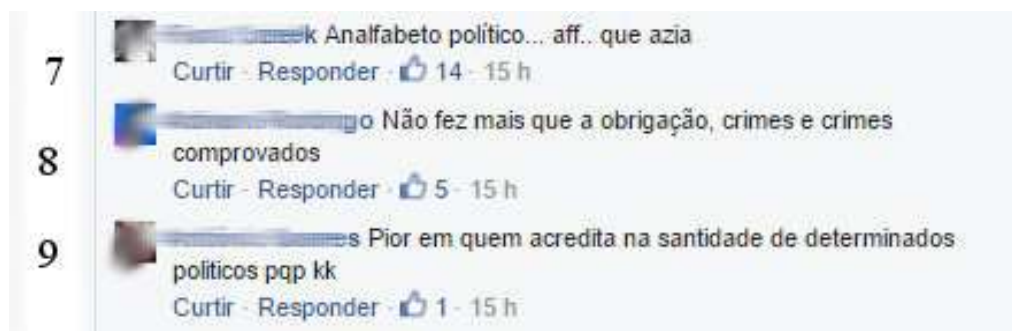 Analfabeto político... aff.. que azia
7
Curtir · Responder · 14 · 15 h
Não fez mais que a obrigação, crimes e crimes
8
comprovados
Curtir · Responder · 5 · 15 h
Pior em quem acredita na santidade de determinados
9
politicos pqp kk
Curtir · Responder · 1 · 15 h